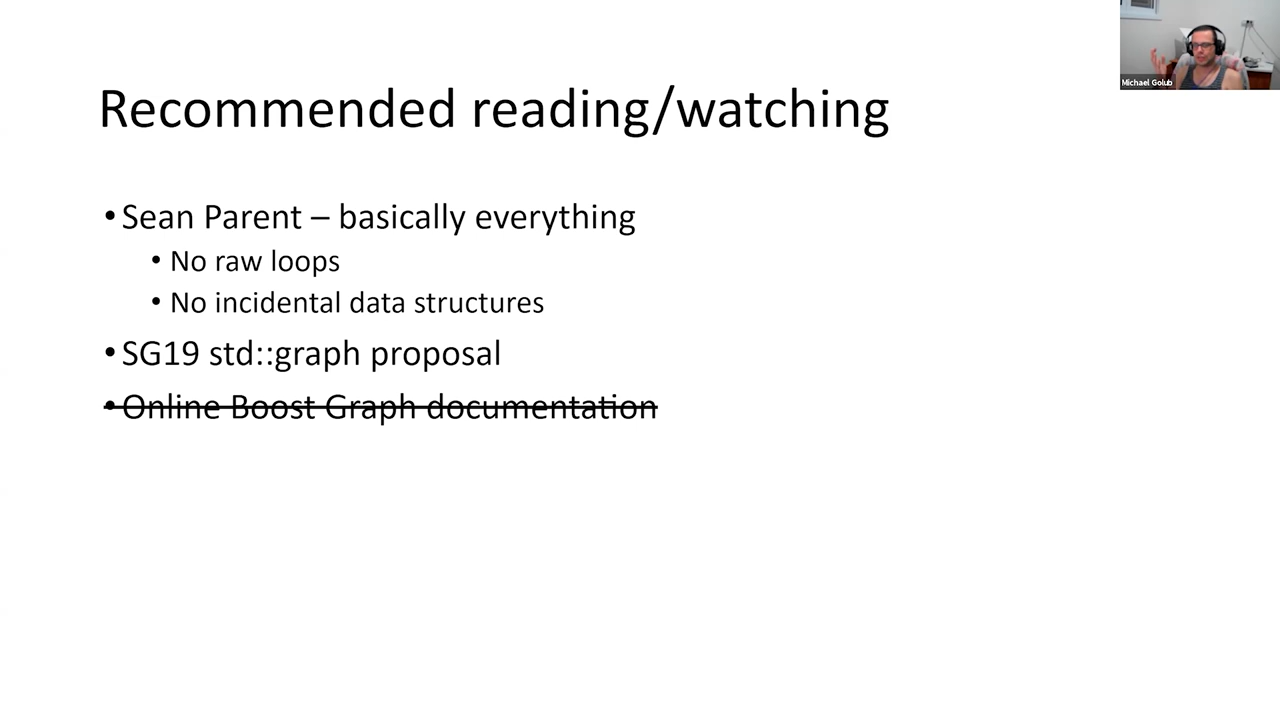 Michael Golub
Recommended reading/watching
• Sean Parent – basically everything
• No raw loops
• No incidental data structures
• SG19 std::graph proposal
• Online Boost Graph documentation